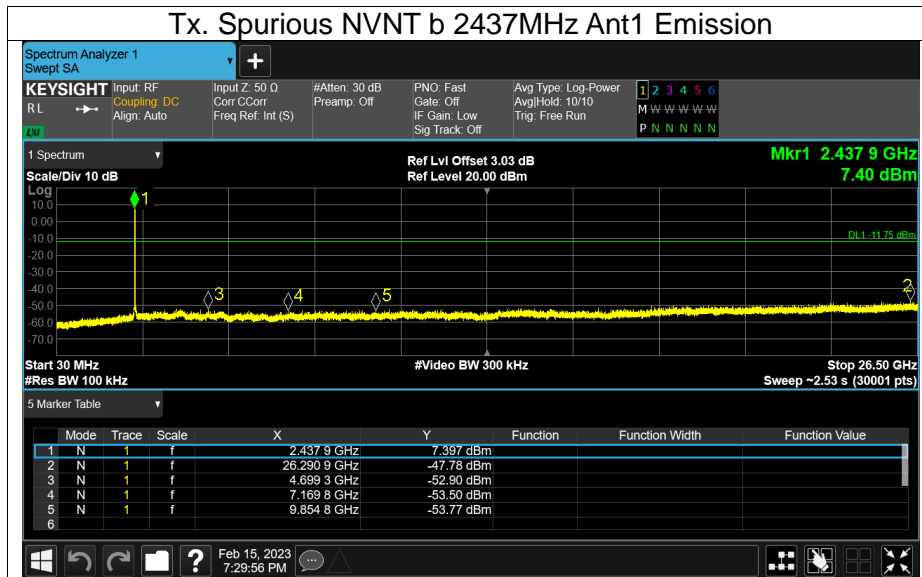 Tx. Spurious NVNT b 2437MHz Ant1 Emission
Spectrum Analyzer 1
Swept SA
+
KEYSIGHT Input: RF Input Z: 50 Ω #Atten: 30 dB PNO: Fast Avg Type: Log-Power 1 2 3 4 5 6
R L Coupling: DC Corr CCorr Preamp: Off Gate: Off Avg|Hold: 10/10 M W W W W W
Align: Auto Freq Ref: Int (S) IF Gain: Low Trig: Free Run
LXI Sig Track: Off P N N N N N
1 Spectrum Ref Lvl Offset 3.03 dB Mkr1 2.437 9 GHz
Scale/Div 10 dB Ref Level 20.00 dBm 7.40 dBm
Log
10.0 1
0.00
-10.0 DL1 -11.75 dBm
-20.0
-30.0
-40.0 3 4 5 2
-50.0
-60.0
-70.0
Start 30 MHz #Video BW 300 kHz Stop 26.50 GHz
#Res BW 100 kHz Sweep ~2.53 s (30001 pts)
5 Marker Table
Mode Trace Scale X Y Function Function Width Function Value
1 N 1 f 2.437 9 GHz 7.397 dBm
2 N 1 f 26.290 9 GHz -47.78 dBm
3 N 1 f 4.699 3 GHz -52.90 dBm
4 N 1 f 7.169 8 GHz -53.50 dBm
5 N 1 f 9.854 8 GHz -53.77 dBm
6
? Feb 15, 2023
7:29:56 PM